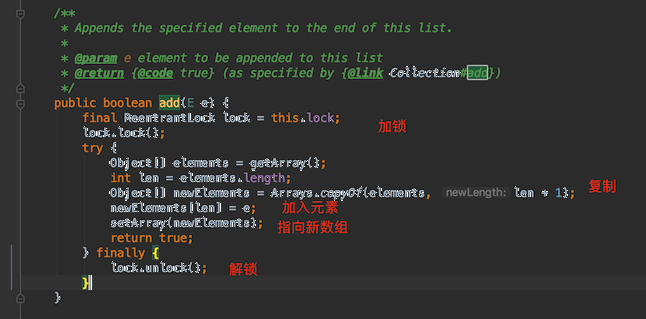 /**
 * Appends the specified element to the end of this list.
 *
 * @param e element to be appended to this list
 * @return {@code true} (as specified by {@link Collection#add})
 */
public boolean add(E e) {
    final ReentrantLock lock = this.lock; 加锁
    lock.lock();
    try {
        Object[] elements = getArray();
        int len = elements.length;
        Object[] newElements = Arrays.copyOf(elements, newLength: len + 1); 复制
        newElements[len] = e; 加入元素
        setArray(newElements); 指向新数组
        return true;
    } finally {
        lock.unlock(); 解锁
    }
}